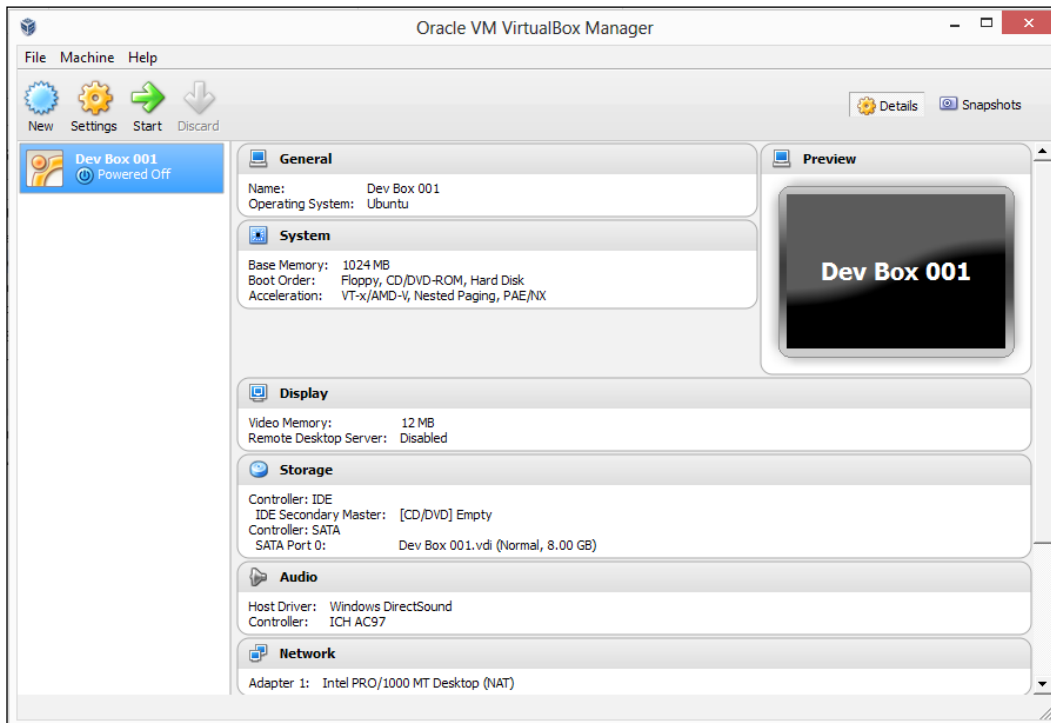 Oracle VM VirtualBox Manager
File Machine Help
New Settings Start Discard
Details Snapshots
Dev Box 001
Powered Off
General
Name: Dev Box 001
Operating System: Ubuntu
System
Base Memory: 1024 MB
Boot Order: Floppy, CD/DVD-ROM, Hard Disk
Acceleration: VT-x/AMD-V, Nested Paging, PAE/NX
Preview
Dev Box 001
Display
Video Memory: 12 MB
Remote Desktop Server: Disabled
Storage
Controller: IDE
IDE Secondary Master: [CD/DVD] Empty
Controller: SATA
SATA Port 0: Dev Box 001.vdi (Normal, 8.00 GB)
Audio
Host Driver: Windows DirectSound
Controller: ICH AC97
Network
Adapter 1: Intel PRO/1000 MT Desktop (NAT)